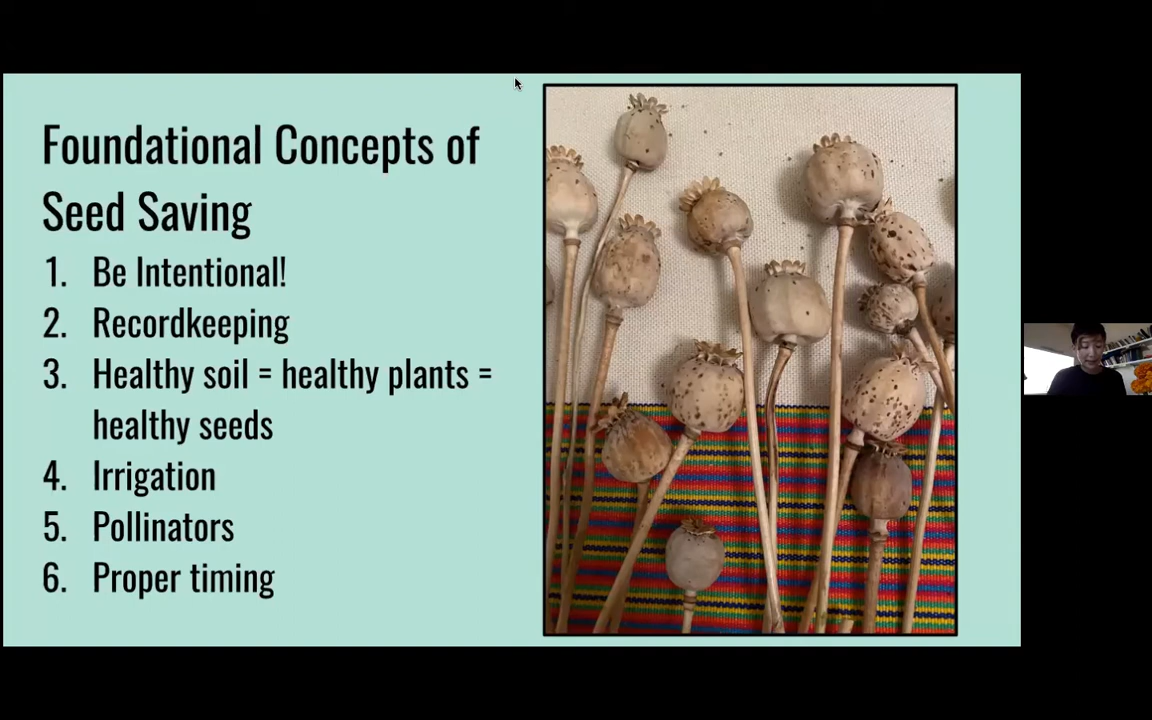 Foundational Concepts of
Seed Saving
1. Be Intentional!
2. Recordkeeping
3. Healthy soil = healthy plants =
healthy seeds
4. Irrigation
5. Pollinators
6. Proper timing